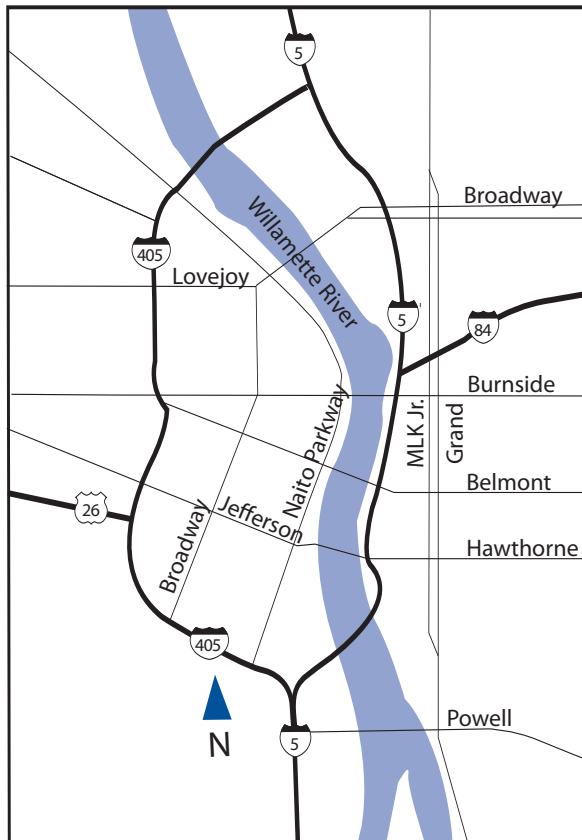 5
Broadway
Willamette River
405
Lovejoy
5
84
Burnside
MLK Jr.
Grand
Naito Parkway
Belmont
26
Jefferson
Broadway
Hawthorne
405
N
5
Powell